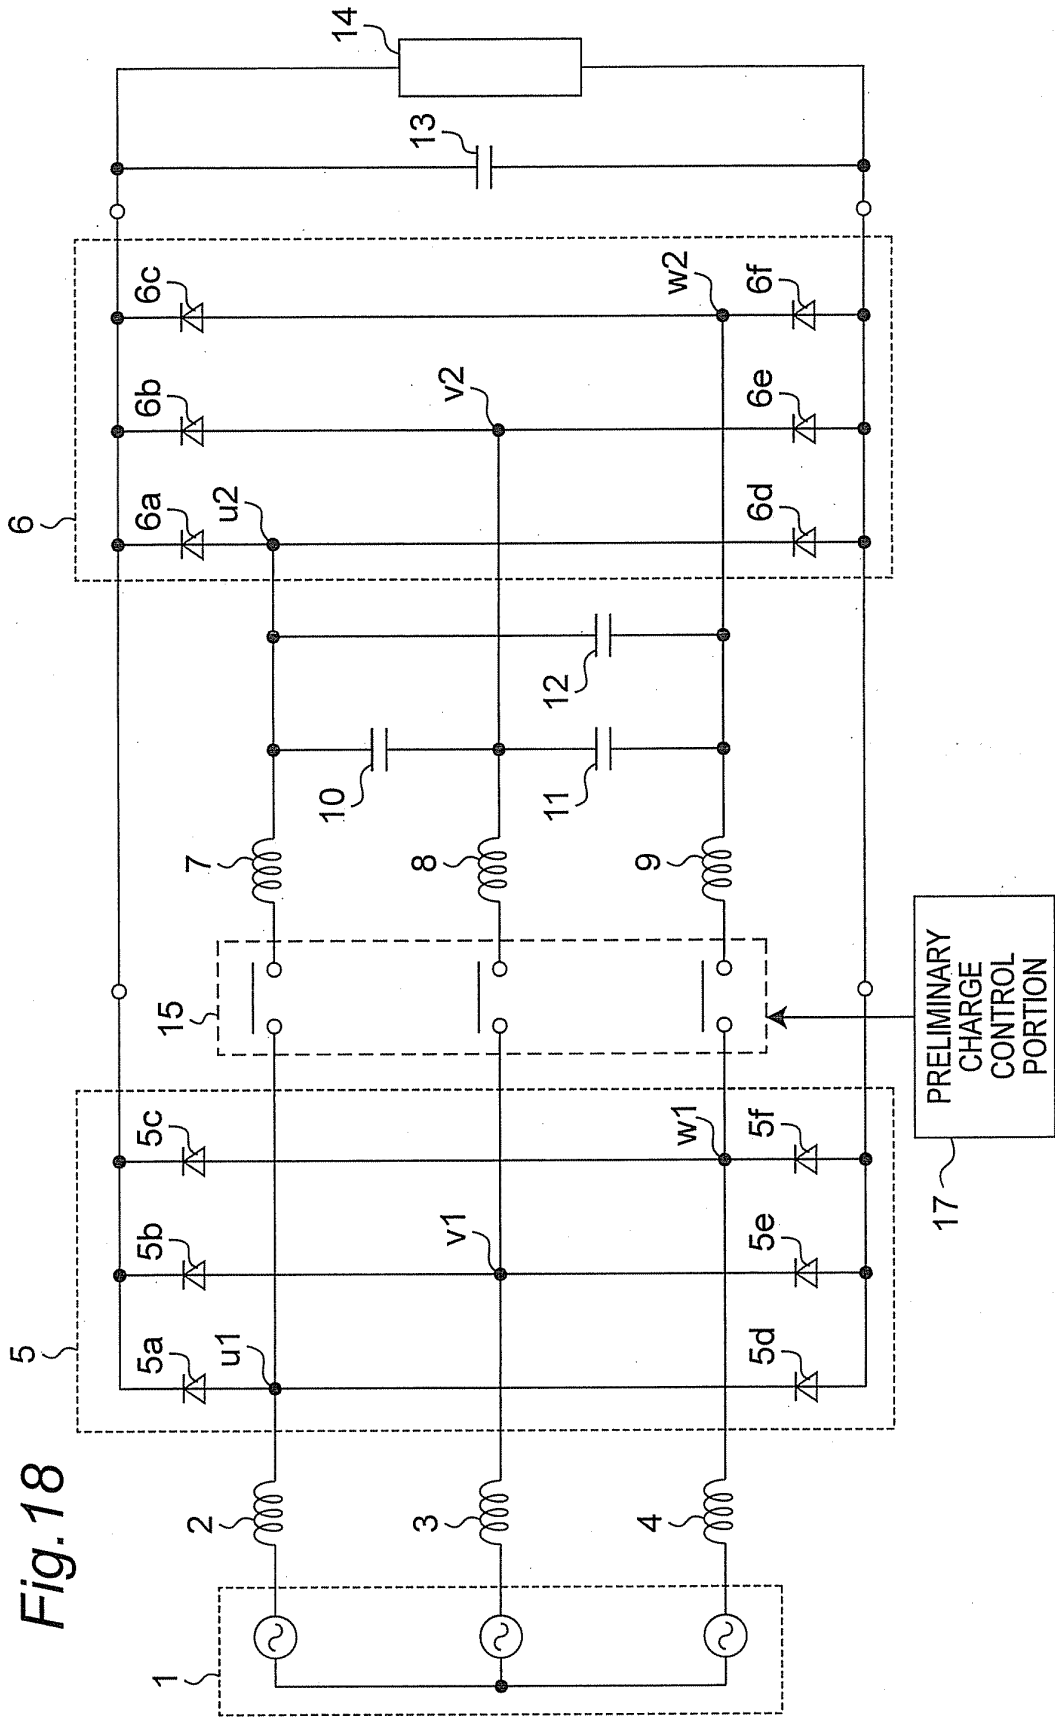 Fig.18
1
2
3
4
5
5a
5b
5c
u1
v1
w1
5d
5e
5f
15
17
PRELIMINARY
CHARGE
CONTROL
PORTION
7
8
9
10
11
12
6
6a
6b
6c
u2
v2
w2
6d
6e
6f
13
14